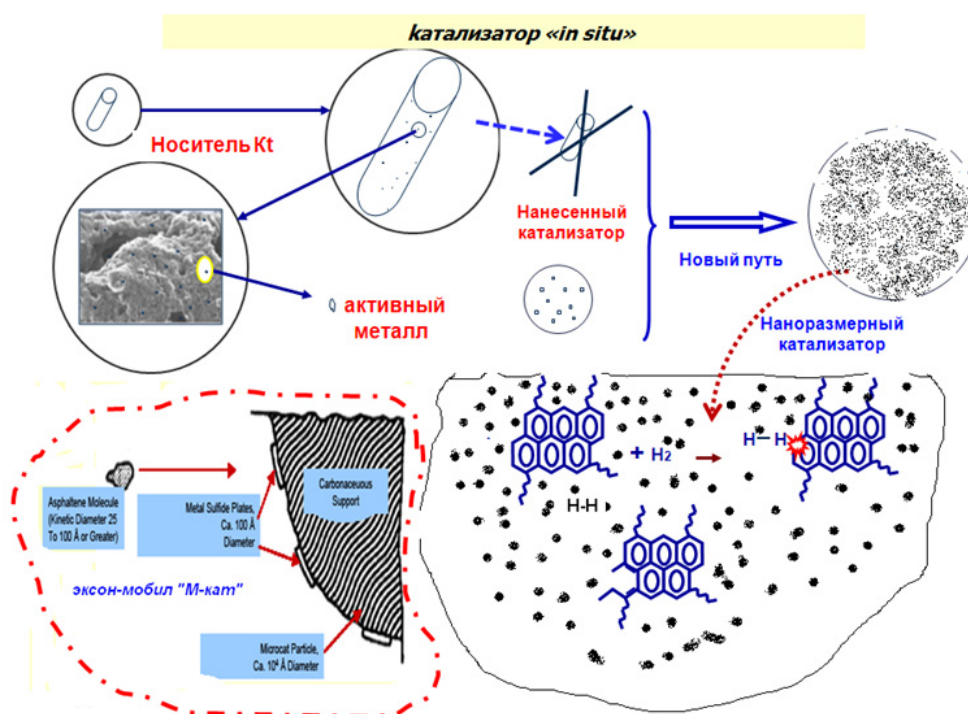 катализатор «in situ»
Носитель Kt
Нанесенный
катализатор
Новый путь
активный
металл
Наноразмерный
катализатор
Asphaltene Molecule
(Kinetic Diameter 25
To 100 Å or Greater)
Metal Sulfide Plates,
Ca. 100 Å
Diameter
Carbonaceous
Support
эксон-мобил "М-кат"
Microcat Particle,
Ca. 10⁴ Å Diameter
+ H₂
H-H
H–H